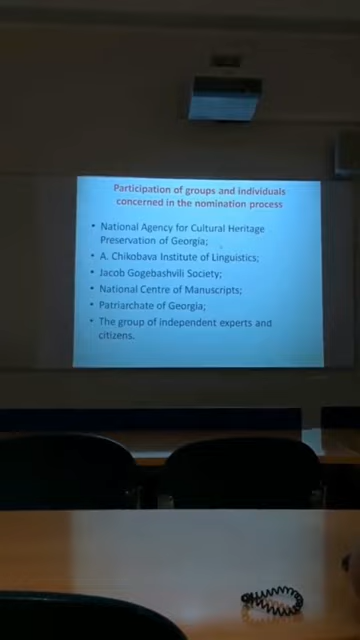 Participation of groups and individuals
concerned in the nomination process
• National Agency for Cultural Heritage
Preservation of Georgia;
• A. Chikobava Institute of Linguistics;
• Jacob Gogebashvili Society;
• National Centre of Manuscripts;
• Patriarchate of Georgia;
• The group of independent experts and
citizens.